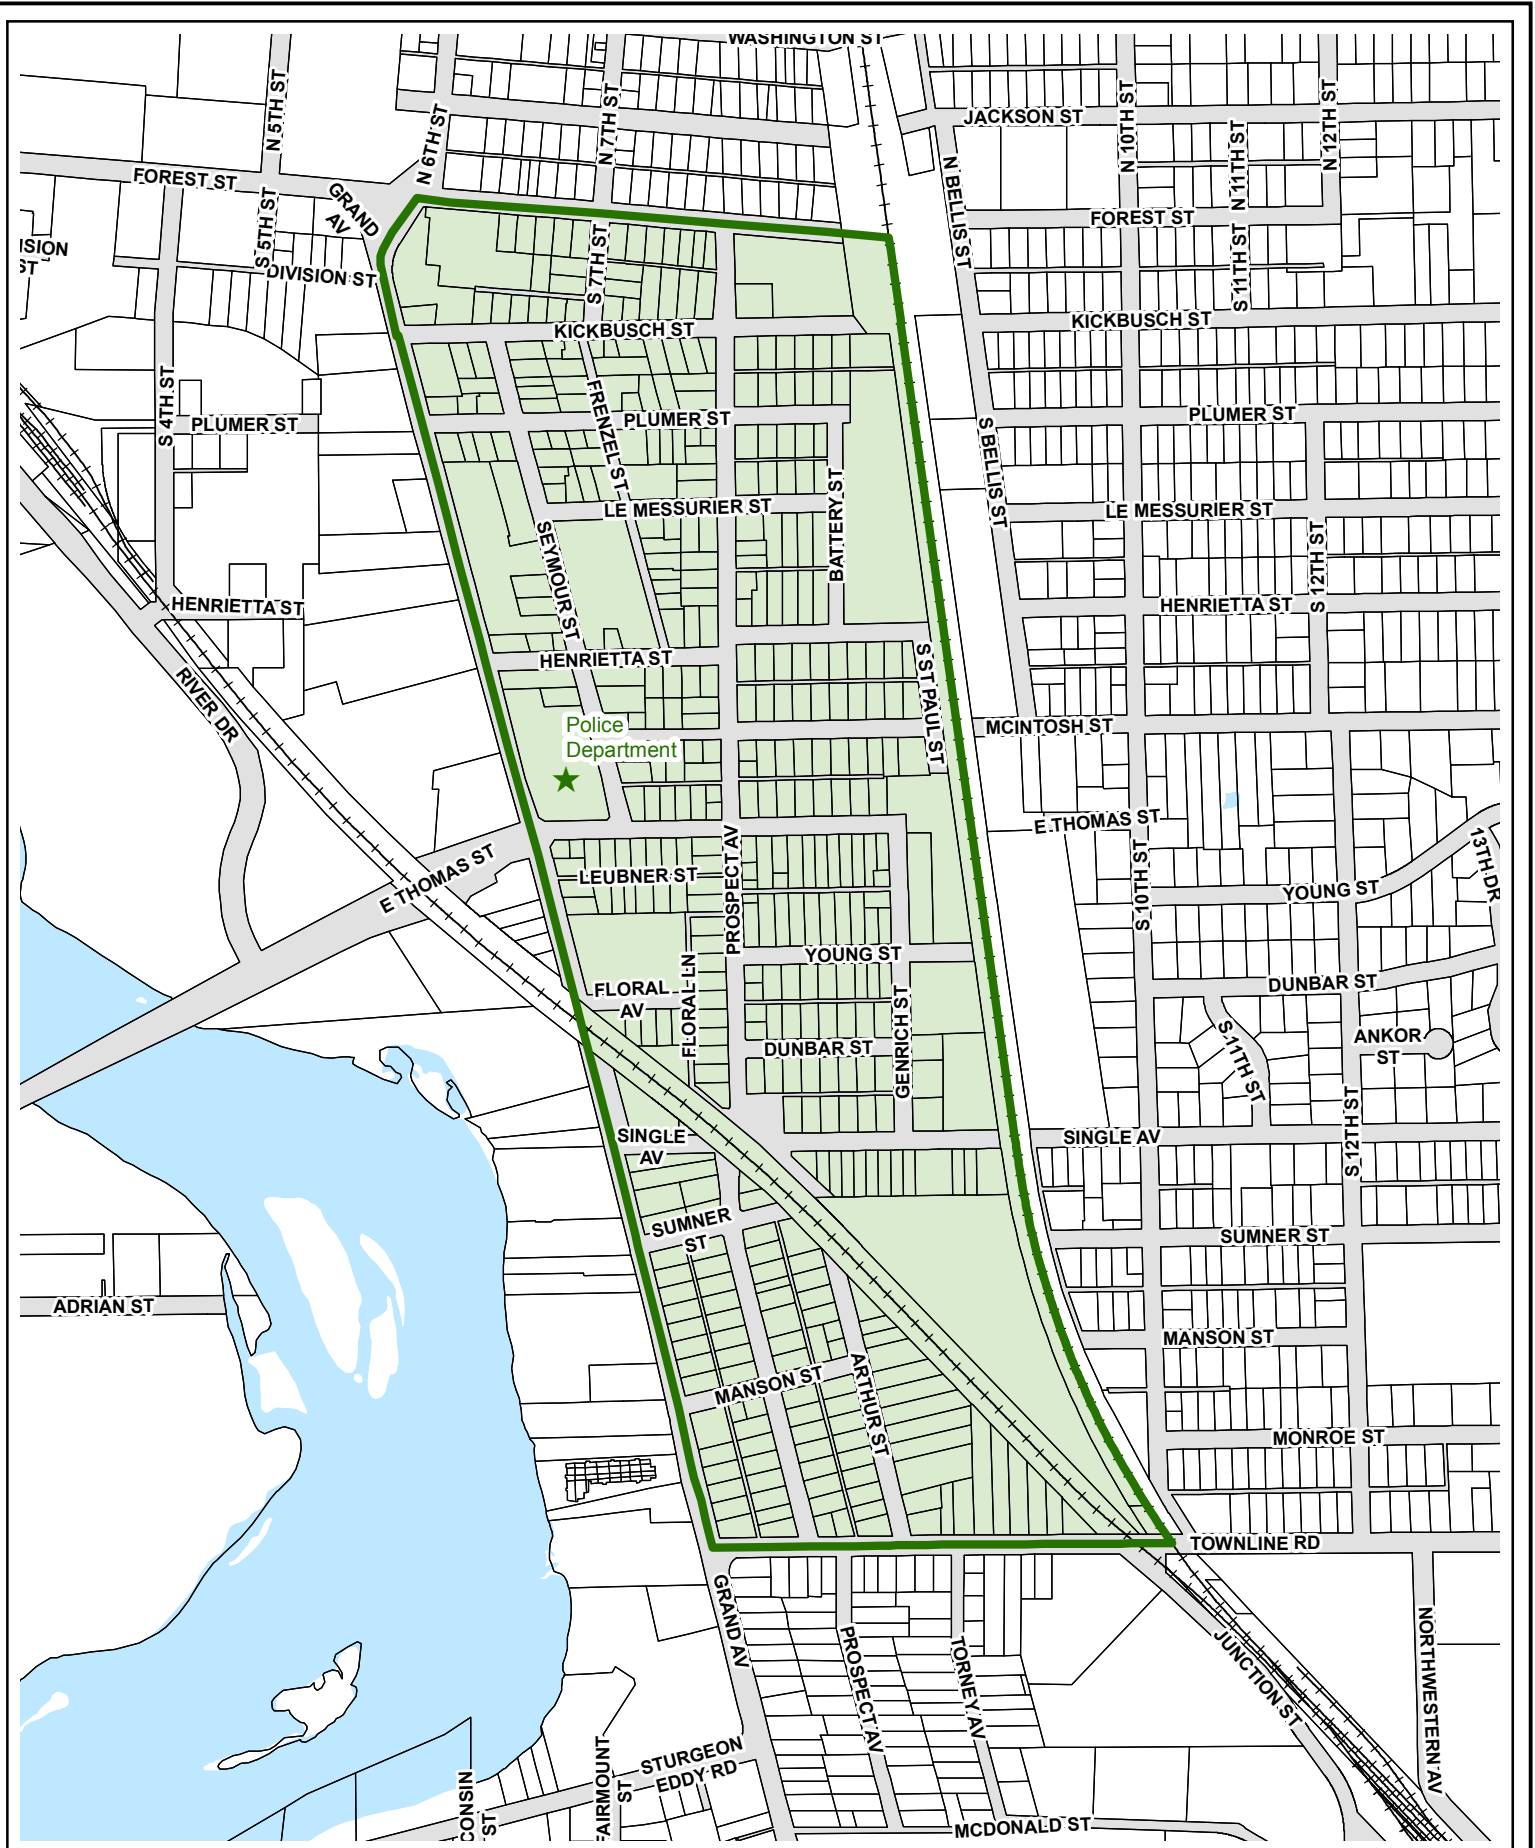 WASHINGTON ST
N 5TH ST
N 6TH ST
N 7TH ST
JACKSON ST
N 10TH ST
N 11TH ST
N 12TH ST
FOREST ST
GRAND
AV
N BELLIS ST
FOREST ST
S 5TH ST
DIVISION ST
ISION
ST
S 7TH ST
S 11TH ST
KICKBUSCH ST
KICKBUSCH ST
S 4TH ST
PLUMER ST
FRENZEL ST
PLUMER ST
S BELLIS ST
PLUMER ST
LE MESSURIER ST
BATTERY ST
LE MESSURIER ST
SEYMOUR ST
S 12TH ST
HENRIETTA ST
HENRIETTA ST
HENRIETTA ST
RIVER DR
S ST PAUL ST
Police
Department
MCINTOSH ST
E THOMAS ST
E THOMAS ST
PROSPECT AV
LEUBNER ST
S 10TH ST
YOUNG ST
13TH DR
YOUNG ST
FLORAL
AV
FLORAL LN
GENRICH ST
DUNBAR ST
DUNBAR ST
S 11TH ST
ANKOR
ST
SINGLE
AV
SINGLE AV
S 12TH ST
SUMNER
ST
SUMNER ST
ADRIAN ST
MANSON ST
MANSON ST
ARTHUR ST
MONROE ST
TOWNLINE RD
GRAND AV
PROSPECT AV
TORNEY AV
JUNCTION ST
NORTHWESTERN AV
STURGEON
EDDY RD
FAIRMOUNT
ST
CONSIN
ST
MCDONALD ST